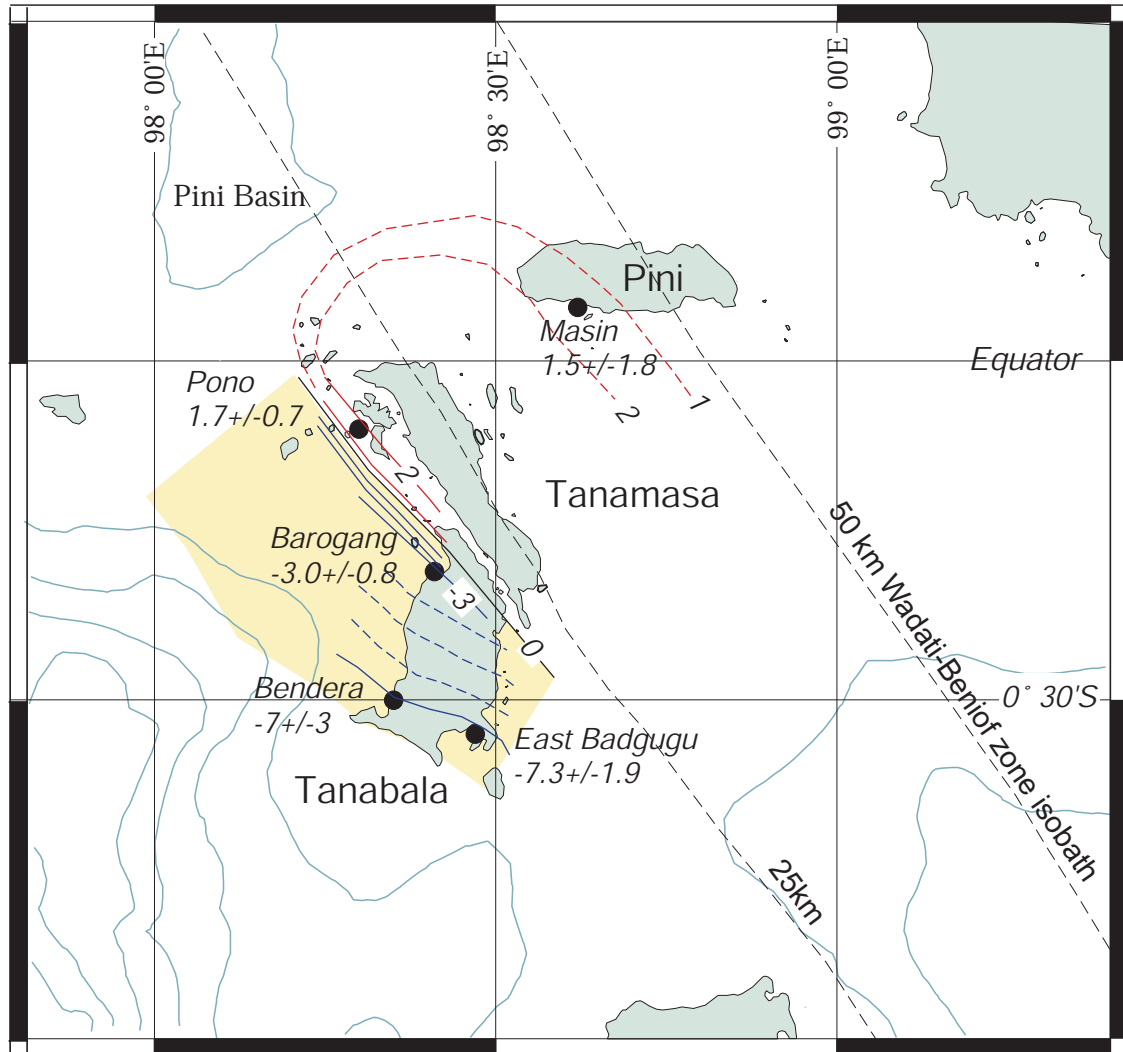 98° 00'E
98° 30'E
99° 00'E
Pini Basin
Pini
Masin
1.5+/-1.8
Equator
Pono
1.7+/-0.7
1
2
2
Tanamasa
50 km Wadati-Beniof zone isobath
Barogang
-3.0+/-0.8
-3
0
Bendera
-7+/-3
0° 30'S
East Badgugu
-7.3+/-1.9
Tanabala
25km